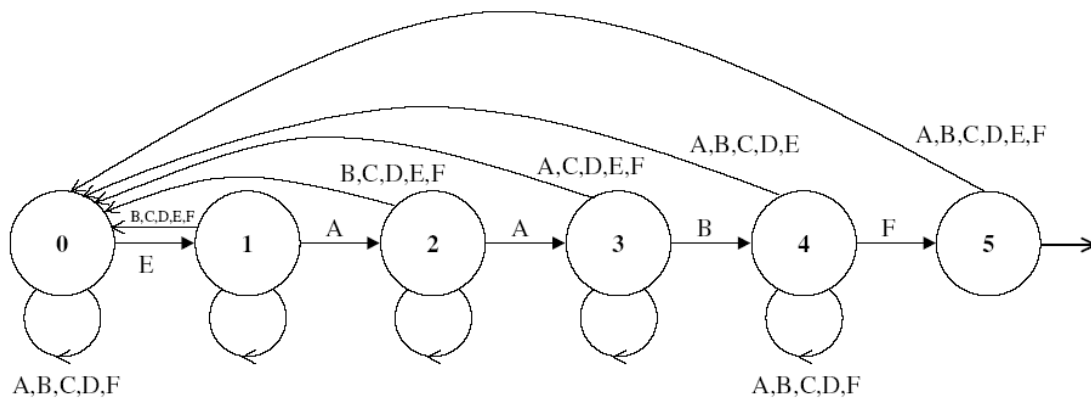 A,B,C,D,E,F
A,B,C,D,E
A,C,D,E,F
B,C,D,E,F
B,C,D,E,F
0
E
1
A
2
A
3
B
4
F
5
A,B,C,D,F
A,B,C,D,F